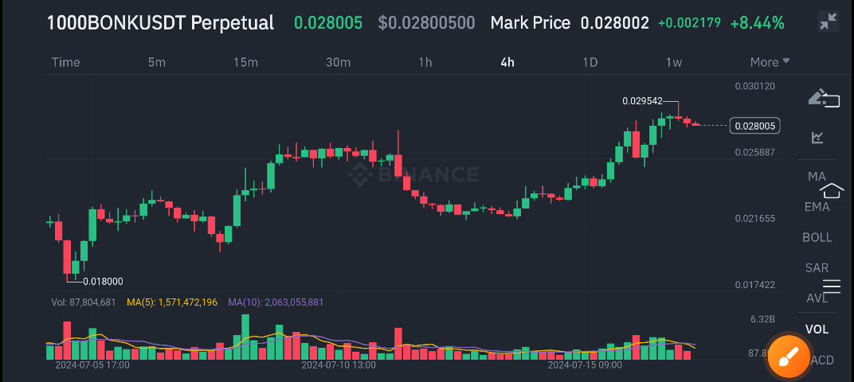 1000BONKUSDT Perpetual 0.028005 $0.02800500 Mark Price 0.028002 +0.002179 +8.44%
Time 5m 15m 30m 1h 4h 1D 1w More
0.030120
0.029542
0.028005
0.025887
BINANCE
MA
EMA
0.021655
BOLL
SAR
0.018000
0.017422
AVL
Vol: 87,804,681 MA(5): 1,571,472,196 MA(10): 2,063,055,881
6.32B
VOL
87.8
2024-07-05 17:00 2024-07-10 13:00 2024-07-15 09:00
ACD